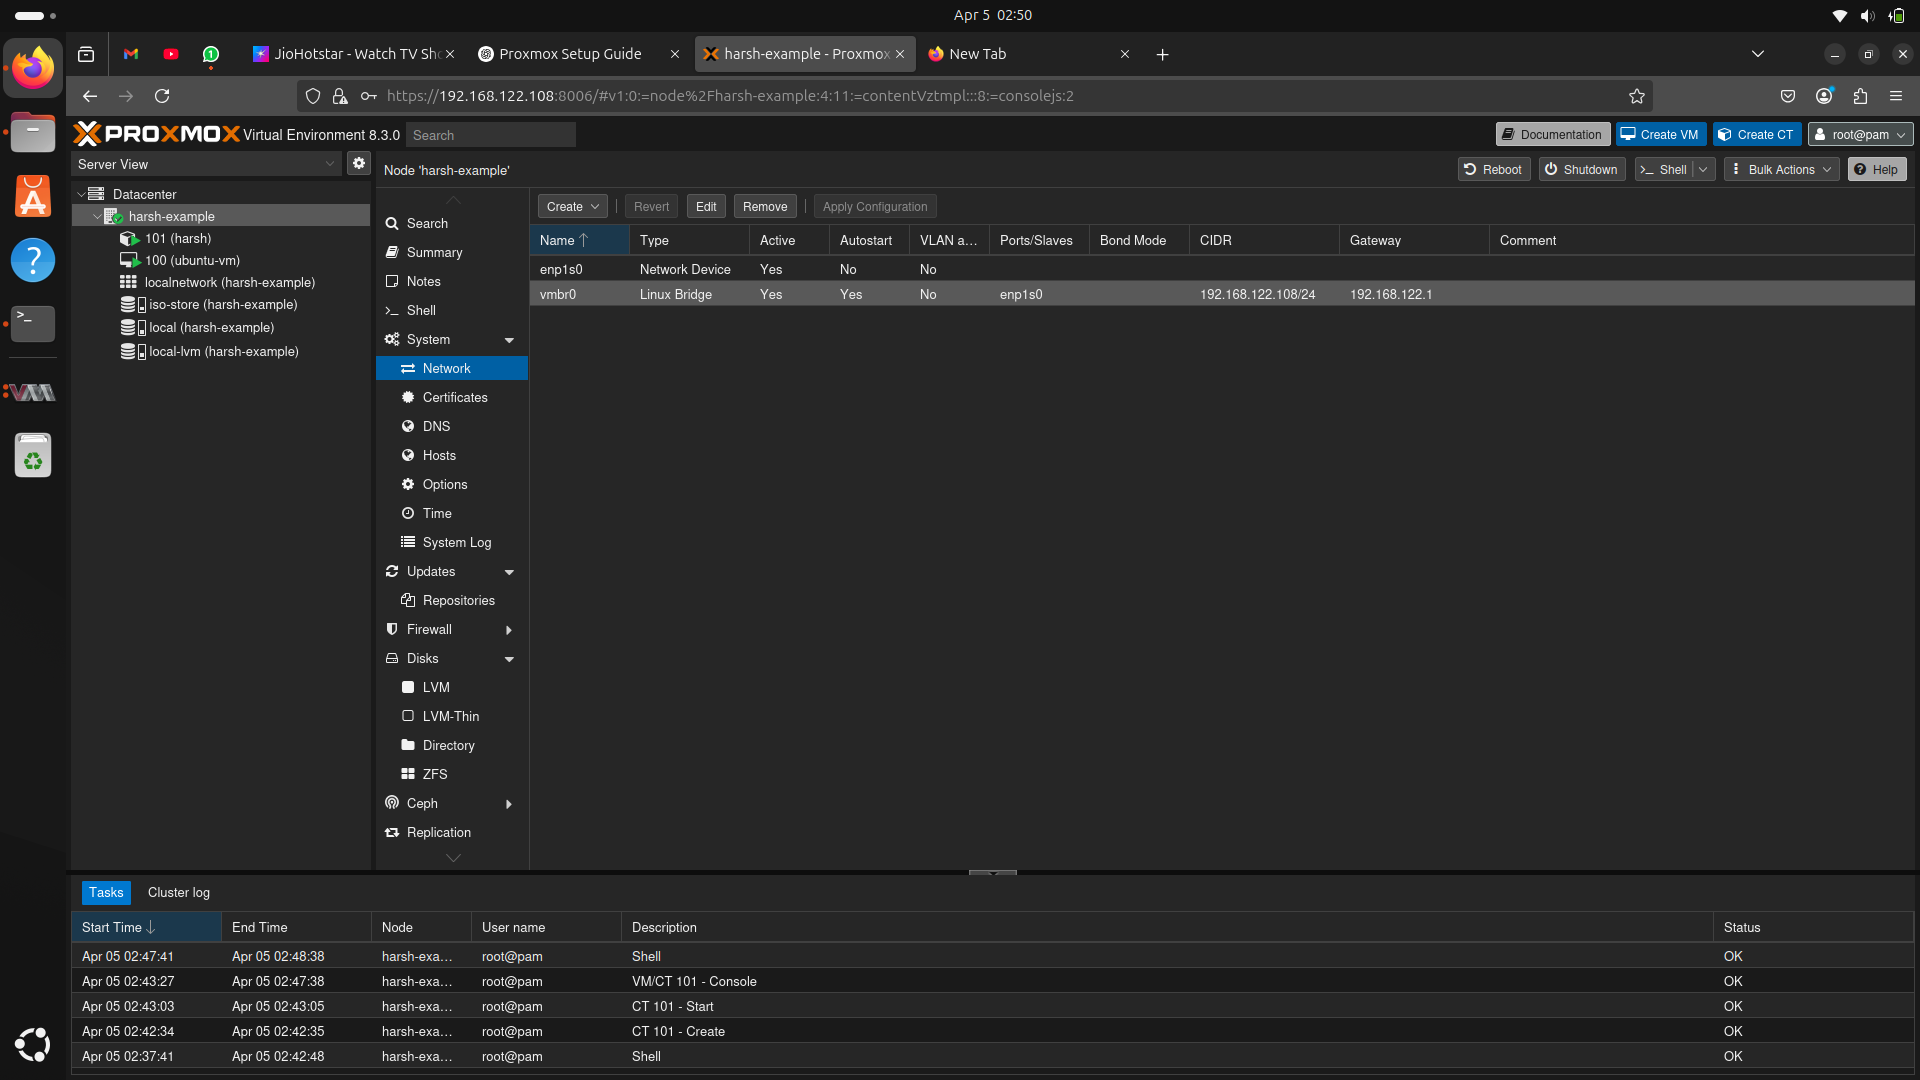 Apr 5 02:50
JioHotstar - Watch TV Sho
Proxmox Setup Guide
harsh-example - Proxmox
New Tab
https://192.168.122.108:8006/#v1:0:=node%2Fharsh-example:4:11:=contentVztmpl:::8:=consolejs:2
PROXMOX Virtual Environment 8.3.0 Search
Documentation Create VM Create CT root@pam
Server View
Node 'harsh-example'
Reboot Shutdown Shell Bulk Actions Help
Datacenter
harsh-example
101 (harsh)
100 (ubuntu-vm)
localnetwork (harsh-example)
iso-store (harsh-example)
local (harsh-example)
local-lvm (harsh-example)
Search
Summary
Notes
Shell
System
Network
Certificates
DNS
Hosts
Options
Time
System Log
Updates
Repositories
Firewall
Disks
LVM
LVM-Thin
Directory
ZFS
Ceph
Replication
Create Revert Edit Remove Apply Configuration
Name Type Active Autostart VLAN a... Ports/Slaves Bond Mode CIDR Gateway Comment
enp1s0 Network Device Yes No No
vmbr0 Linux Bridge Yes Yes No enp1s0 192.168.122.108/24 192.168.122.1
Tasks Cluster log
Start Time End Time Node User name Description Status
Apr 05 02:47:41 Apr 05 02:48:38 harsh-exa... root@pam Shell OK
Apr 05 02:43:27 Apr 05 02:47:38 harsh-exa... root@pam VM/CT 101 - Console OK
Apr 05 02:43:03 Apr 05 02:43:05 harsh-exa... root@pam CT 101 - Start OK
Apr 05 02:42:34 Apr 05 02:42:35 harsh-exa... root@pam CT 101 - Create OK
Apr 05 02:37:41 Apr 05 02:42:48 harsh-exa... root@pam Shell OK